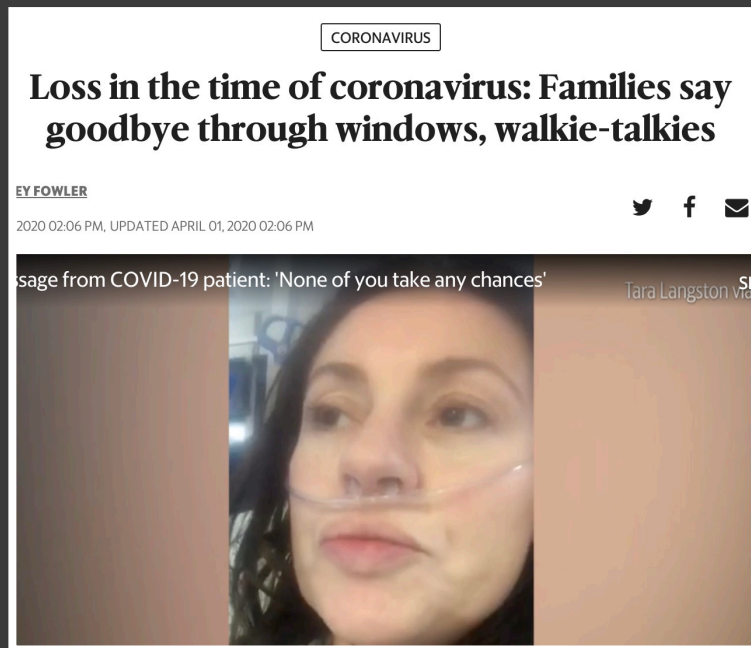 CORONAVIRUS
Loss in the time of coronavirus: Families say
goodbye through windows, walkie-talkies
EY FOWLER
2020 02:06 PM, UPDATED APRIL 01, 2020 02:06 PM
ssage from COVID-19 patient: 'None of you take any chances'
Tara Langston via